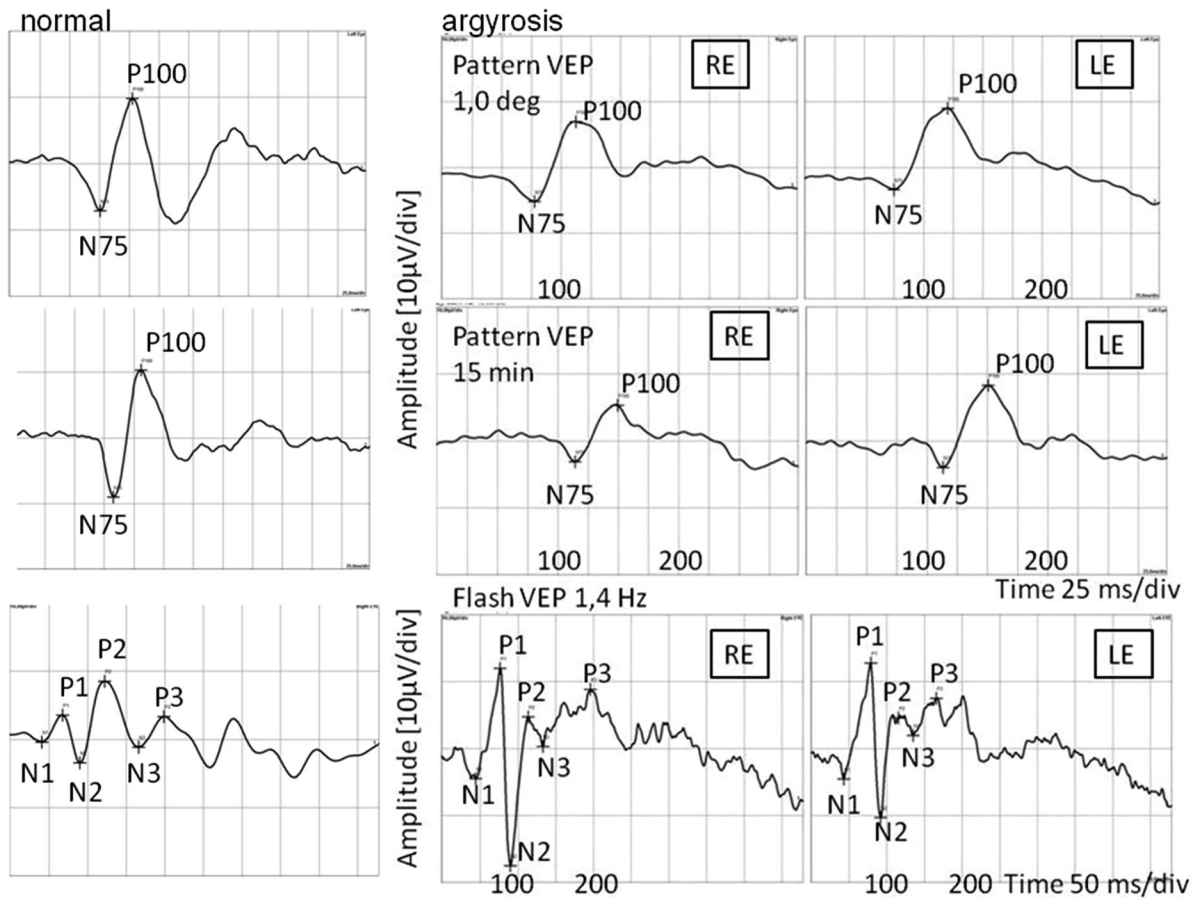 normal
argyrosis
P100
N75
Pattern VEP
1,0 deg
RE
P100
N75
100
LE
P100
N75
100 200
P100
N75
Amplitude [10µV/div]
Pattern VEP
15 min
RE
P100
N75
100 200
LE
P100
N75
100 200
Time 25 ms/div
Flash VEP 1,4 Hz
P2
P1
P3
N1
N2
N3
Amplitude [10µV/div]
P1
RE
P2
P3
N3
N1
N2
100 200
P1
LE
P2
P3
N3
N1
N2
100 200
Time 50 ms/div